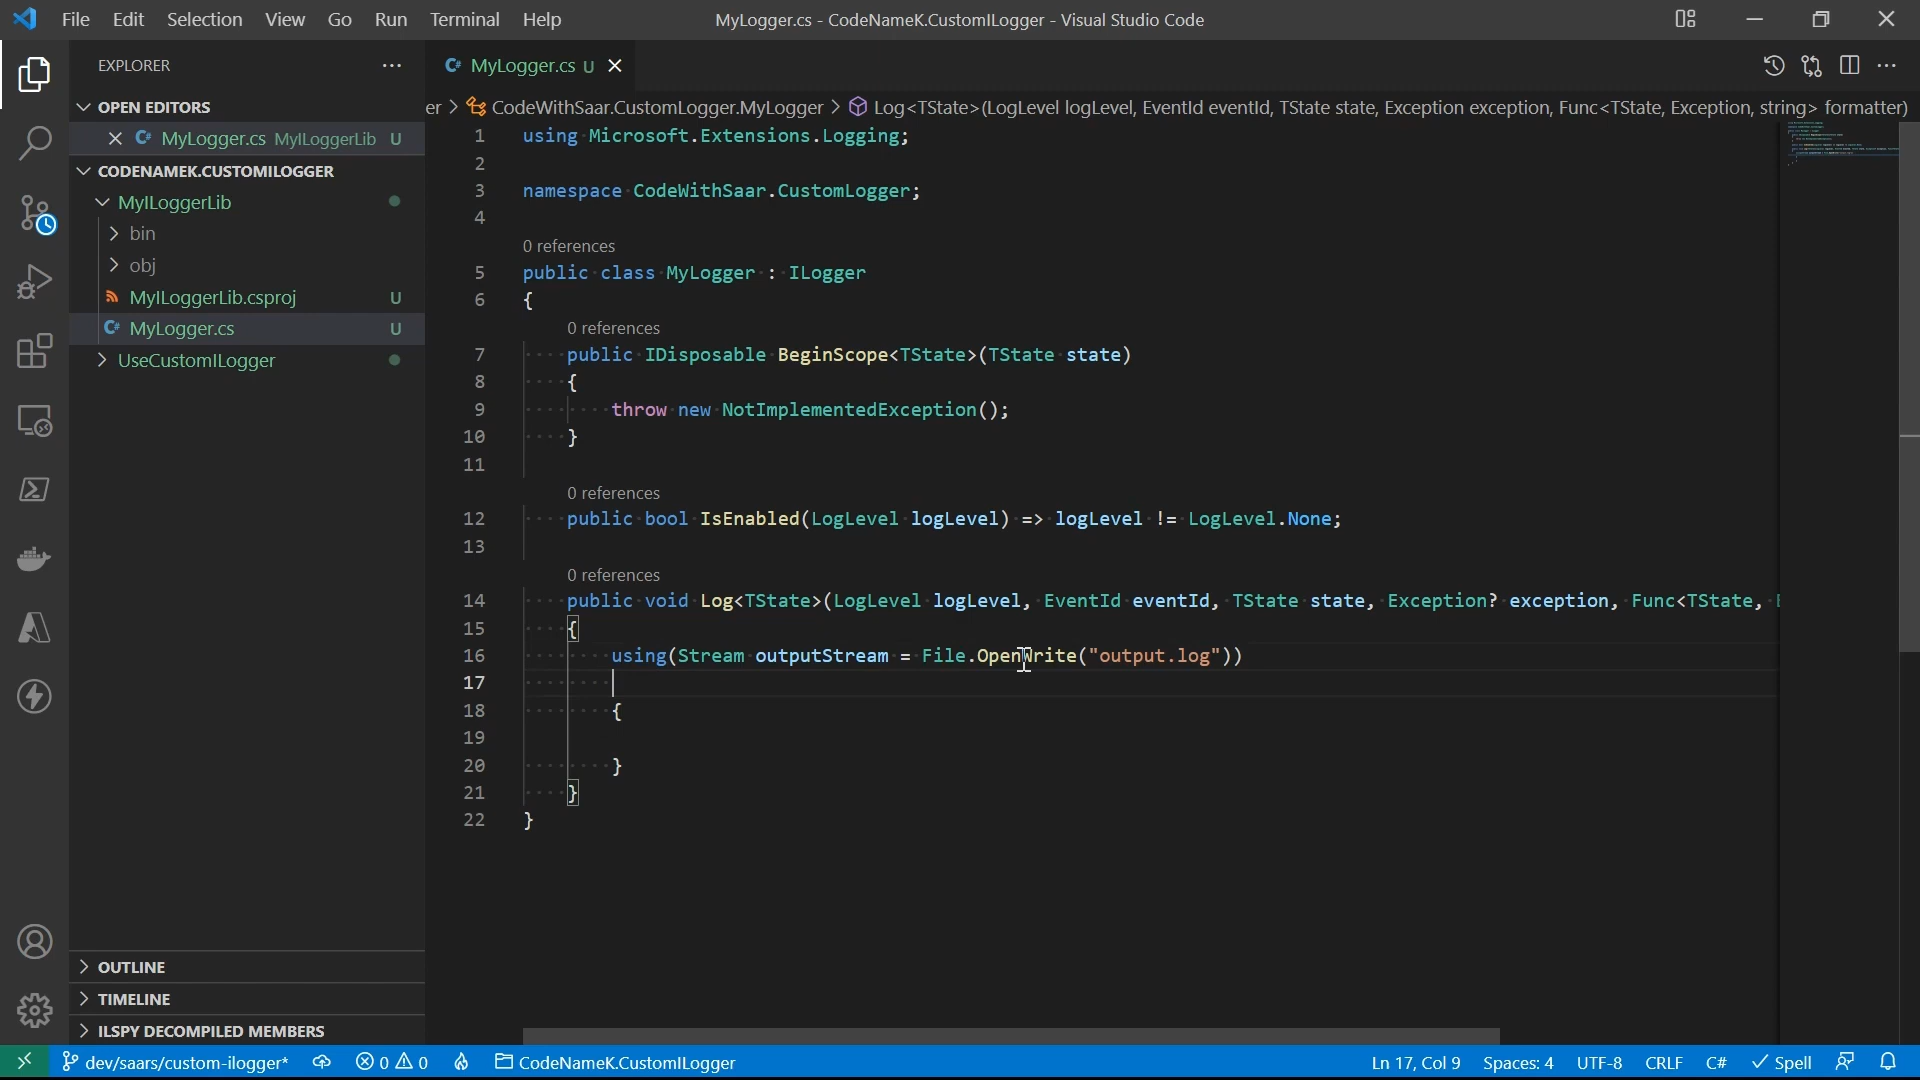 File Edit Selection View Go Run Terminal Help
MyLogger.cs - CodeNameK.CustomILogger - Visual Studio Code
EXPLORER
OPEN EDITORS
MyLogger.cs MyILoggerLib U
CODENAMEK.CUSTOMILOGGER
MyILoggerLib
bin
obj
MyILoggerLib.csproj U
MyLogger.cs U
UseCustomILogger
OUTLINE
TIMELINE
ILSPY DECOMPILED MEMBERS
C# MyLogger.cs U
er > CodeWithSaar.CustomLogger.MyLogger > Log<TState>(LogLevel logLevel, EventId eventId, TState state, Exception exception, Func<TState, Exception, string> formatter)
1 using Microsoft.Extensions.Logging;
2
3 namespace CodeWithSaar.CustomLogger;
4
0 references
5 public class MyLogger : ILogger
6 {
0 references
7 public IDisposable BeginScope<TState>(TState state)
8 {
9 throw new NotImplementedException();
10 }
11
0 references
12 public bool IsEnabled(LogLevel logLevel) => logLevel != LogLevel.None;
13
0 references
14 public void Log<TState>(LogLevel logLevel, EventId eventId, TState state, Exception? exception, Func<TState,
15 {
16 using(Stream outputStream = File.OpenWrite("output.log"))
17
18 {
19
20 }
21 }
22 }
dev/saars/custom-ilogger* 0 0 CodeNameK.CustomILogger Ln 17, Col 9 Spaces: 4 UTF-8 CRLF C# Spell